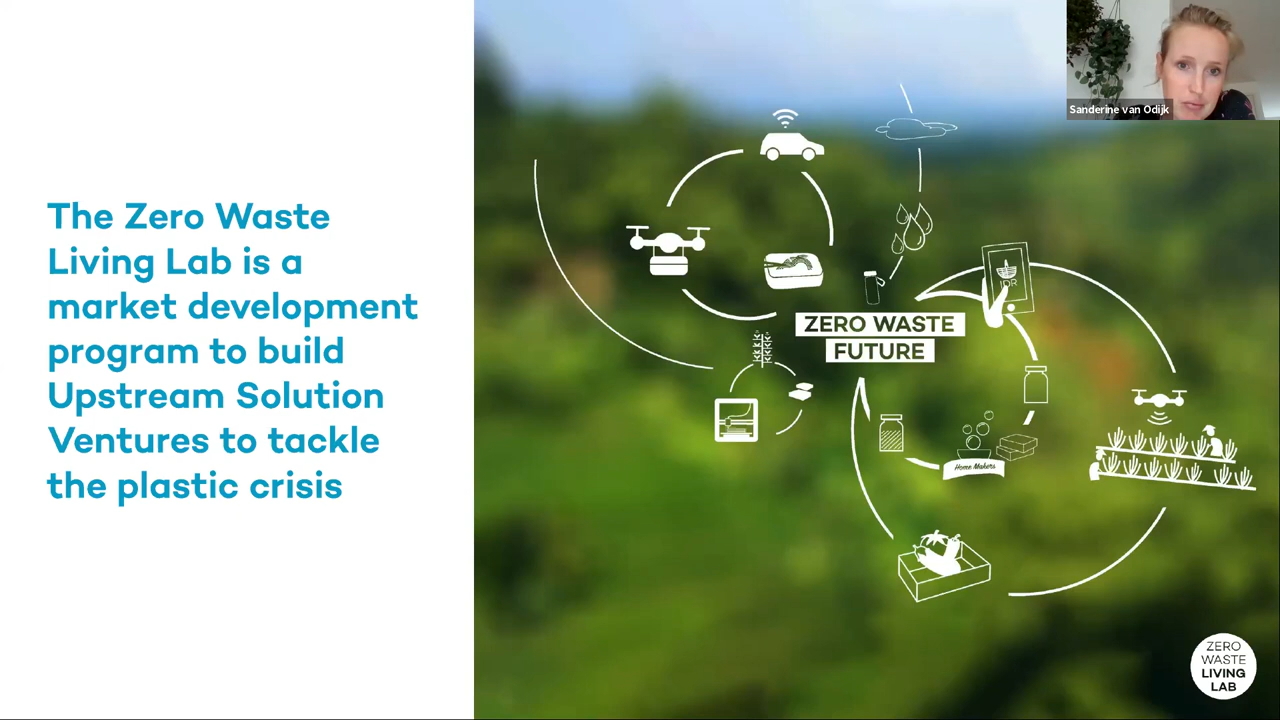 The Zero Waste
Living Lab is a
market development
program to build
Upstream Solution
Ventures to tackle
the plastic crisis
Sanderine van Odijk
IDR
ZERO WASTE
FUTURE
Home Makers
ZERO
WASTE
LIVING
LAB